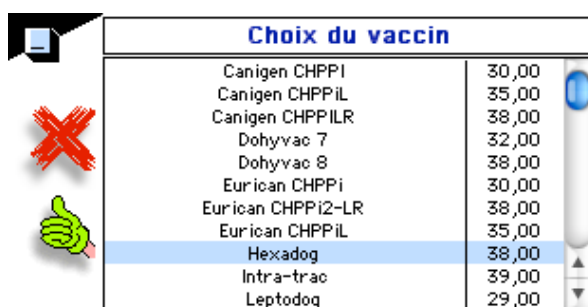 Choix du vaccin
Canigen CHPPI 30,00
Canigen CHPPiL 35,00
Canigen CHPPILR 38,00
Dohyvac 7 32,00
Dohyvac 8 38,00
Eurican CHPPi 30,00
Eurican CHPPi2-LR 38,00
Eurican CHPPiL 35,00
Hexadog 38,00
Intra-trac 39,00
Leptodog 29,00